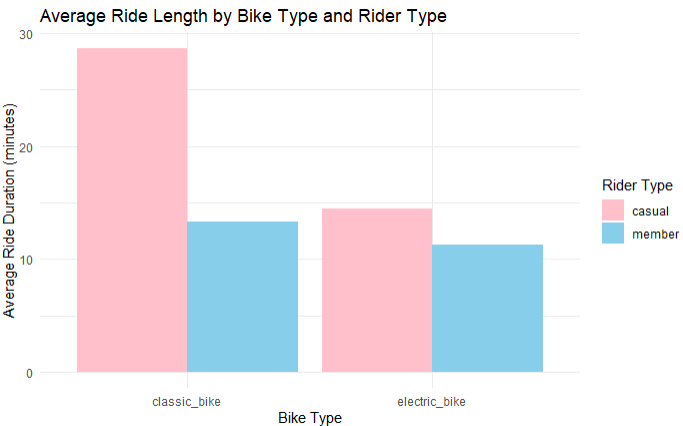 Average Ride Length by Bike Type and Rider Type
Average Ride Duration (minutes)
30
20
10
0
classic_bike
electric_bike
Bike Type
Rider Type
casual
member